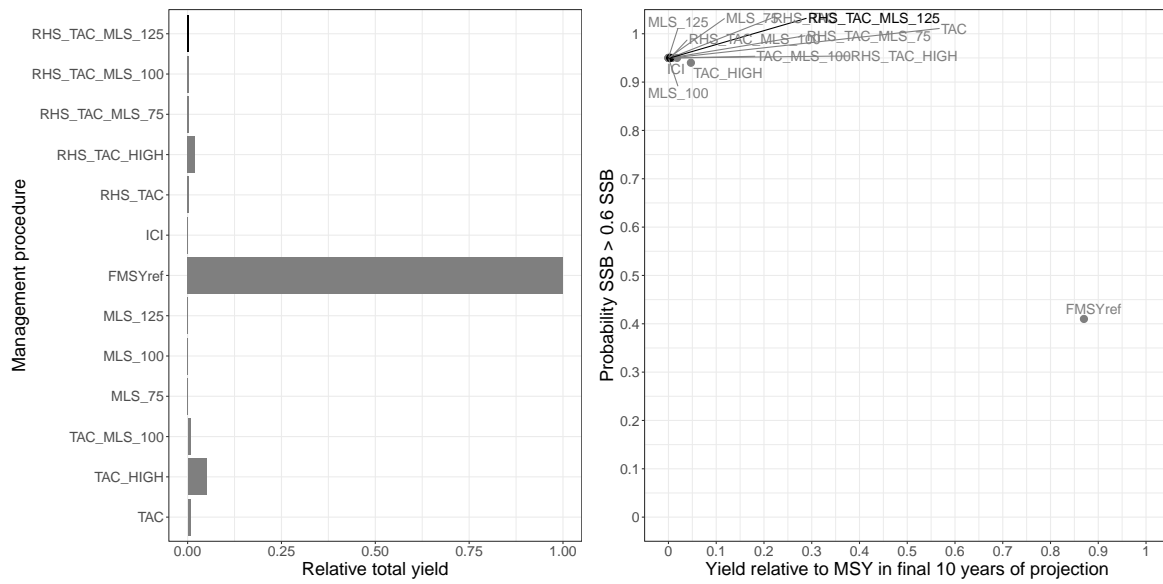 Management procedure
RHS_TAC_MLS_125
RHS_TAC_MLS_100
RHS_TAC_MLS_75
RHS_TAC_HIGH
RHS_TAC
ICI
FMSYref
MLS_125
MLS_100
MLS_75
TAC_MLS_100
TAC_HIGH
TAC
0.00 0.25 0.50 0.75 1.00
Relative total yield
Probability SSB > 0.6 SSB
1
0.9
0.8
0.7
0.6
0.5
0.4
0.3
0.2
0.1
0
MLS_125 MLS_75 RHS_TAC_MLS_125
TAC
RHS_TAC_MLS_100 RHS_TAC_MLS_75
TAC_MLS_100 RHS_TAC_HIGH
ICI TAC_HIGH
MLS_100
FMSYref
0 0.1 0.2 0.3 0.4 0.5 0.6 0.7 0.8 0.9 1
Yield relative to MSY in final 10 years of projection